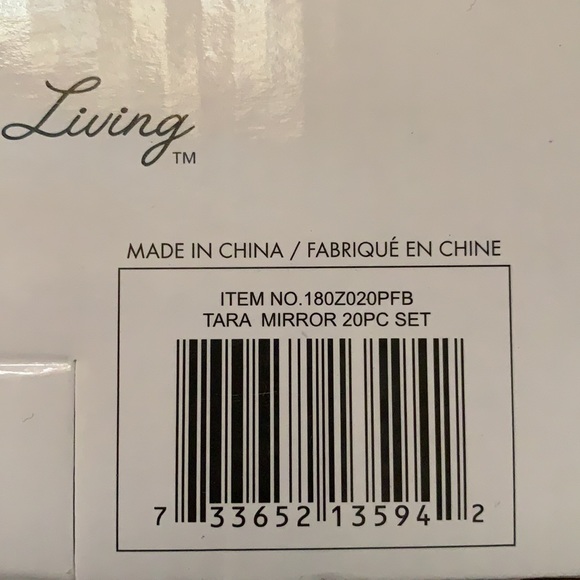 Living
TM
MADE IN CHINA / FABRIQUÉ EN CHINE
ITEM NO.180Z020PFB
TARA MIRROR 20PC SET
7 33652 13594 2